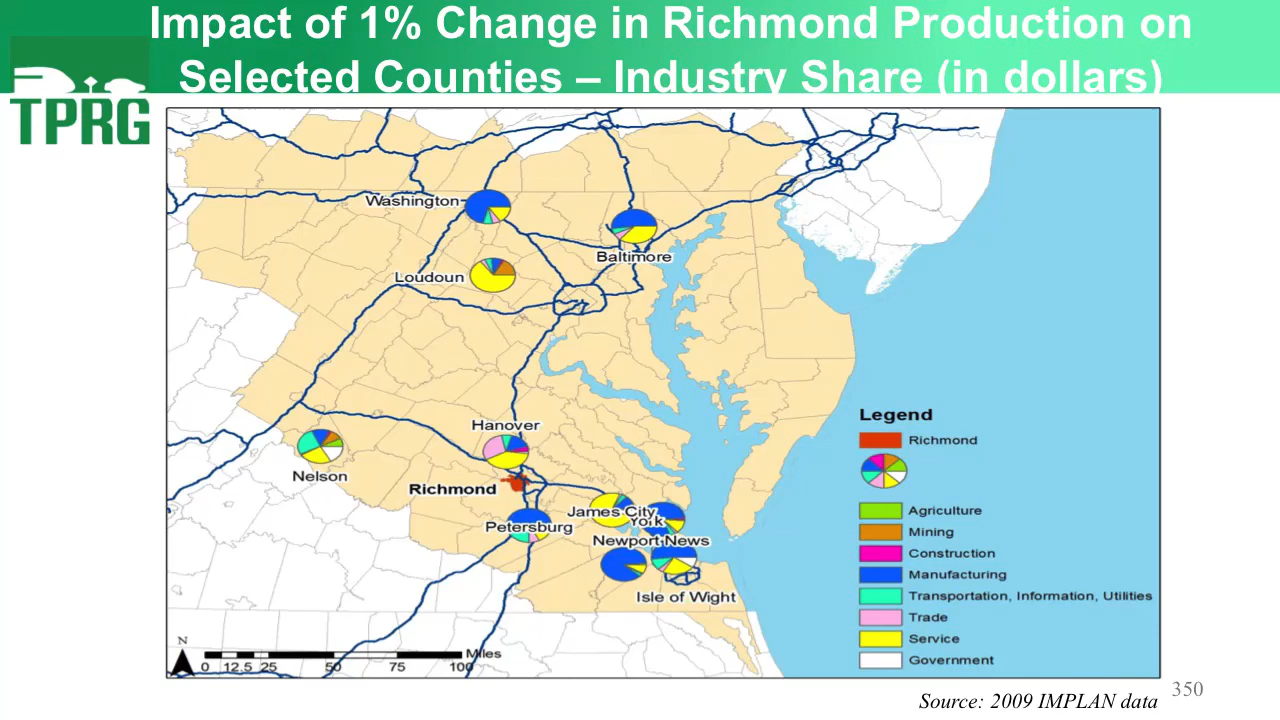 Impact of 1% Change in Richmond Production on
Selected Counties – Industry Share (in dollars)
TPRG
Washington
Baltimore
Loudoun
Hanover
Nelson
Richmond
James City
York
Petersburg
Newport News
Isle of Wight
Legend
Richmond
Agriculture
Mining
Construction
Manufacturing
Transportation, Information, Utilities
Trade
Service
Government
N
Miles
0 12.5 25 50 75 100
Source: 2009 IMPLAN data
350